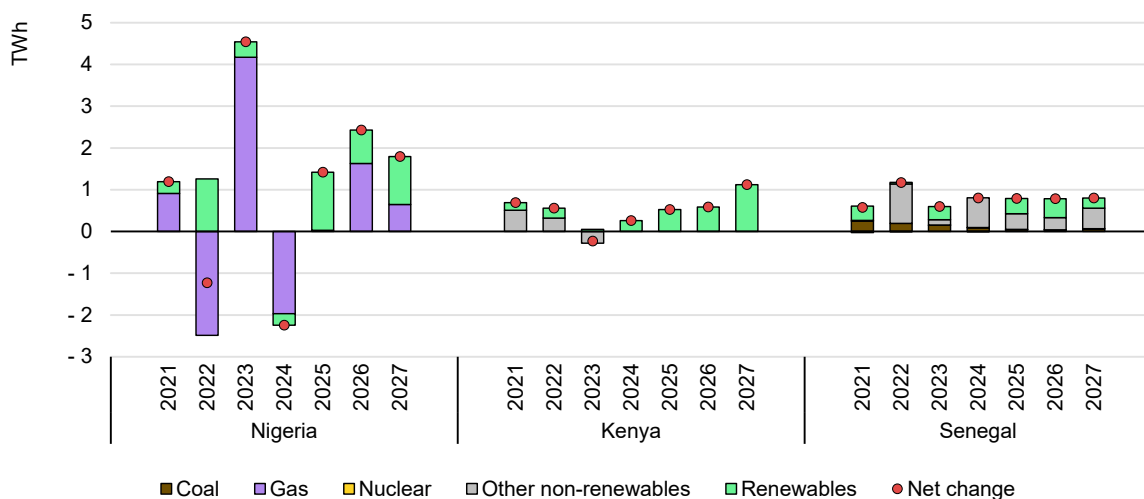 TWh
5
4
3
2
1
0
- 1
- 2
- 3
2021 2022 2023 2024 2025 2026 2027 2021 2022 2023 2024 2025 2026 2027 2021 2022 2023 2024 2025 2026 2027
Nigeria Kenya Senegal
Coal Gas Nuclear Other non-renewables Renewables Net change